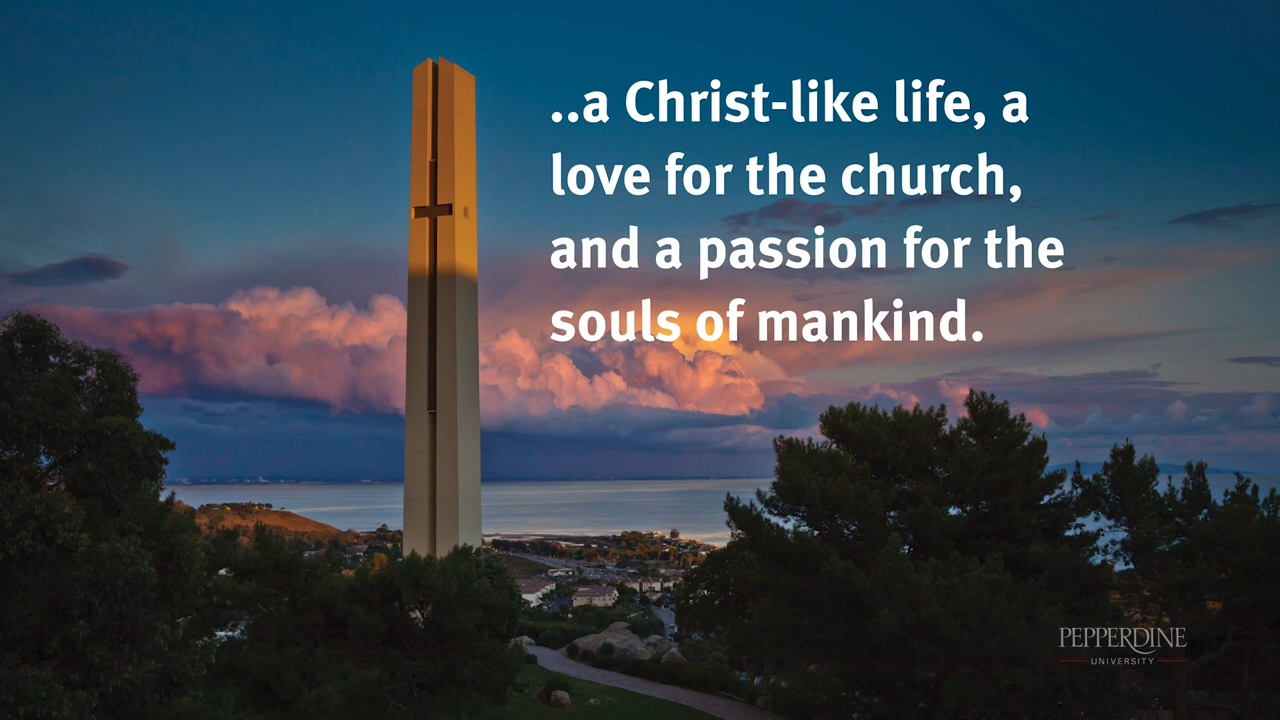 ..a Christ-like life, a
love for the church,
and a passion for the
souls of mankind.
PEPPERDINE
UNIVERSITY